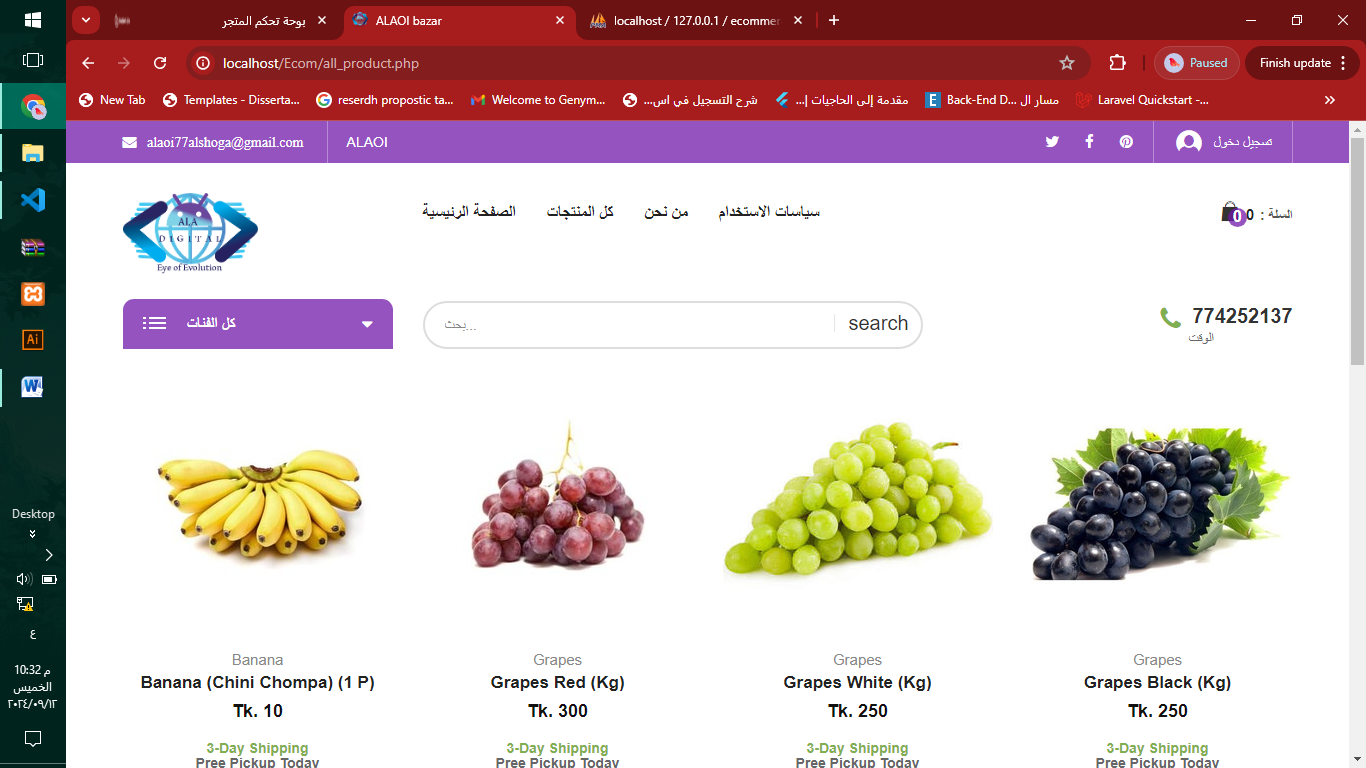 بوحة تحكم المتجر
ALAOI bazar
localhost / 127.0.0.1 / ecommer
localhost/Ecom/all_product.php
Paused
Finish update
New Tab
Templates - Disserta...
reserdh propostic ta...
Welcome to Genym...
شرح التسجيل في اس...
مقدمة إلى الحاجيات |...
مسار ال Back-End D...
Laravel Quickstart -...
alaoi77alshoga@gmail.com
ALAOI
تسجيل دخول
ALA
DIGITAL
Eye of Evolution
الصفحة الرئيسية
كل المنتجات
من نحن
سياسات الاستخدام
السلة : 0
0
كل الفئات
بحث...
search
774252137
الوقت
Banana
Banana (Chini Chompa) (1 P)
Tk. 10
3-Day Shipping
Pree Pickup Today
Grapes
Grapes Red (Kg)
Tk. 300
3-Day Shipping
Pree Pickup Today
Grapes
Grapes White (Kg)
Tk. 250
3-Day Shipping
Pree Pickup Today
Grapes
Grapes Black (Kg)
Tk. 250
3-Day Shipping
Pree Pickup Today
Ai
W
Desktop
ع
10:32 م
الخميس
٢٠٢٤/٠٩/١٢